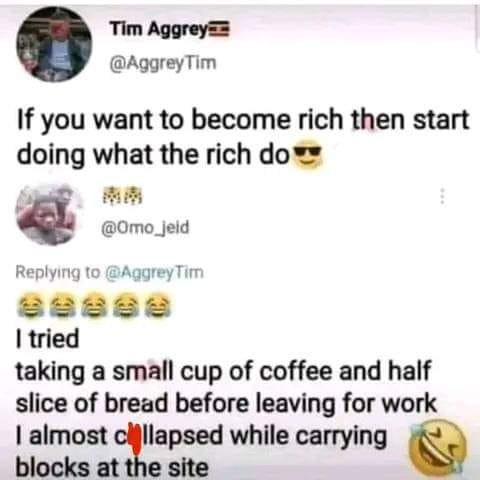 Tim Aggrey🇺🇬
@AggreyTim
If you want to become rich then start
doing what the rich do😎
🐯🐯
@Omo_jeid
Replying to @AggreyTim
😂😂😂😂😂
I tried
taking a small cup of coffee and half
slice of bread before leaving for work
I almost c llapsed while carrying
blocks at the site